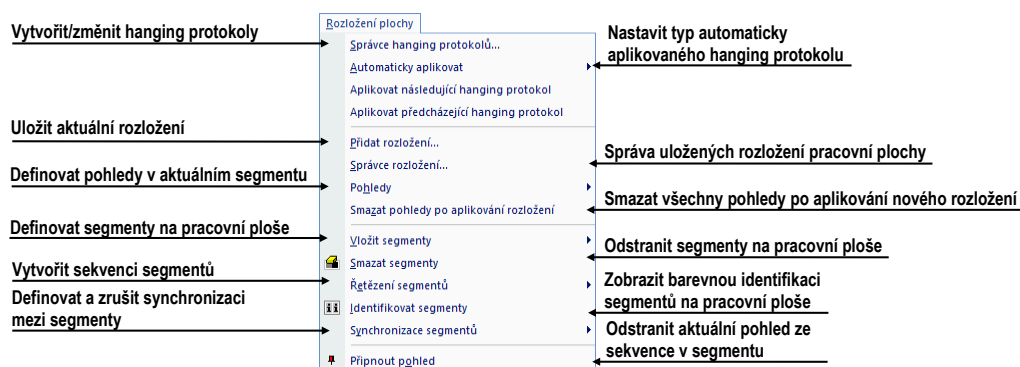 Rozložení plochy
Vytvořit/změnit hanging protokoly
Správce hanging protokolů...
Nastavit typ automaticky
aplikovaného hanging protokolu
Automaticky aplikovat
Aplikovat následující hanging protokol
Aplikovat předcházející hanging protokol
Uložit aktuální rozložení
Přidat rozložení...
Správce rozložení...
Správa uložených rozložení pracovní plochy
Definovat pohledy v aktuálním segmentu
Pohledy
Smazat pohledy po aplikování rozložení
Smazat všechny pohledy po aplikování nového rozložení
Definovat segmenty na pracovní ploše
Vložit segmenty
Odstranit segmenty na pracovní ploše
Smazat segmenty
Vytvořit sekvenci segmentů
Řetězení segmentů
Zobrazit barevnou identifikaci
segmentů na pracovní ploše
Definovat a zrušit synchronizaci
mezi segmenty
Identifikovat segmenty
Synchronizace segmentů
Odstranit aktuální pohled ze
sekvence v segmentu
Připnout pohled